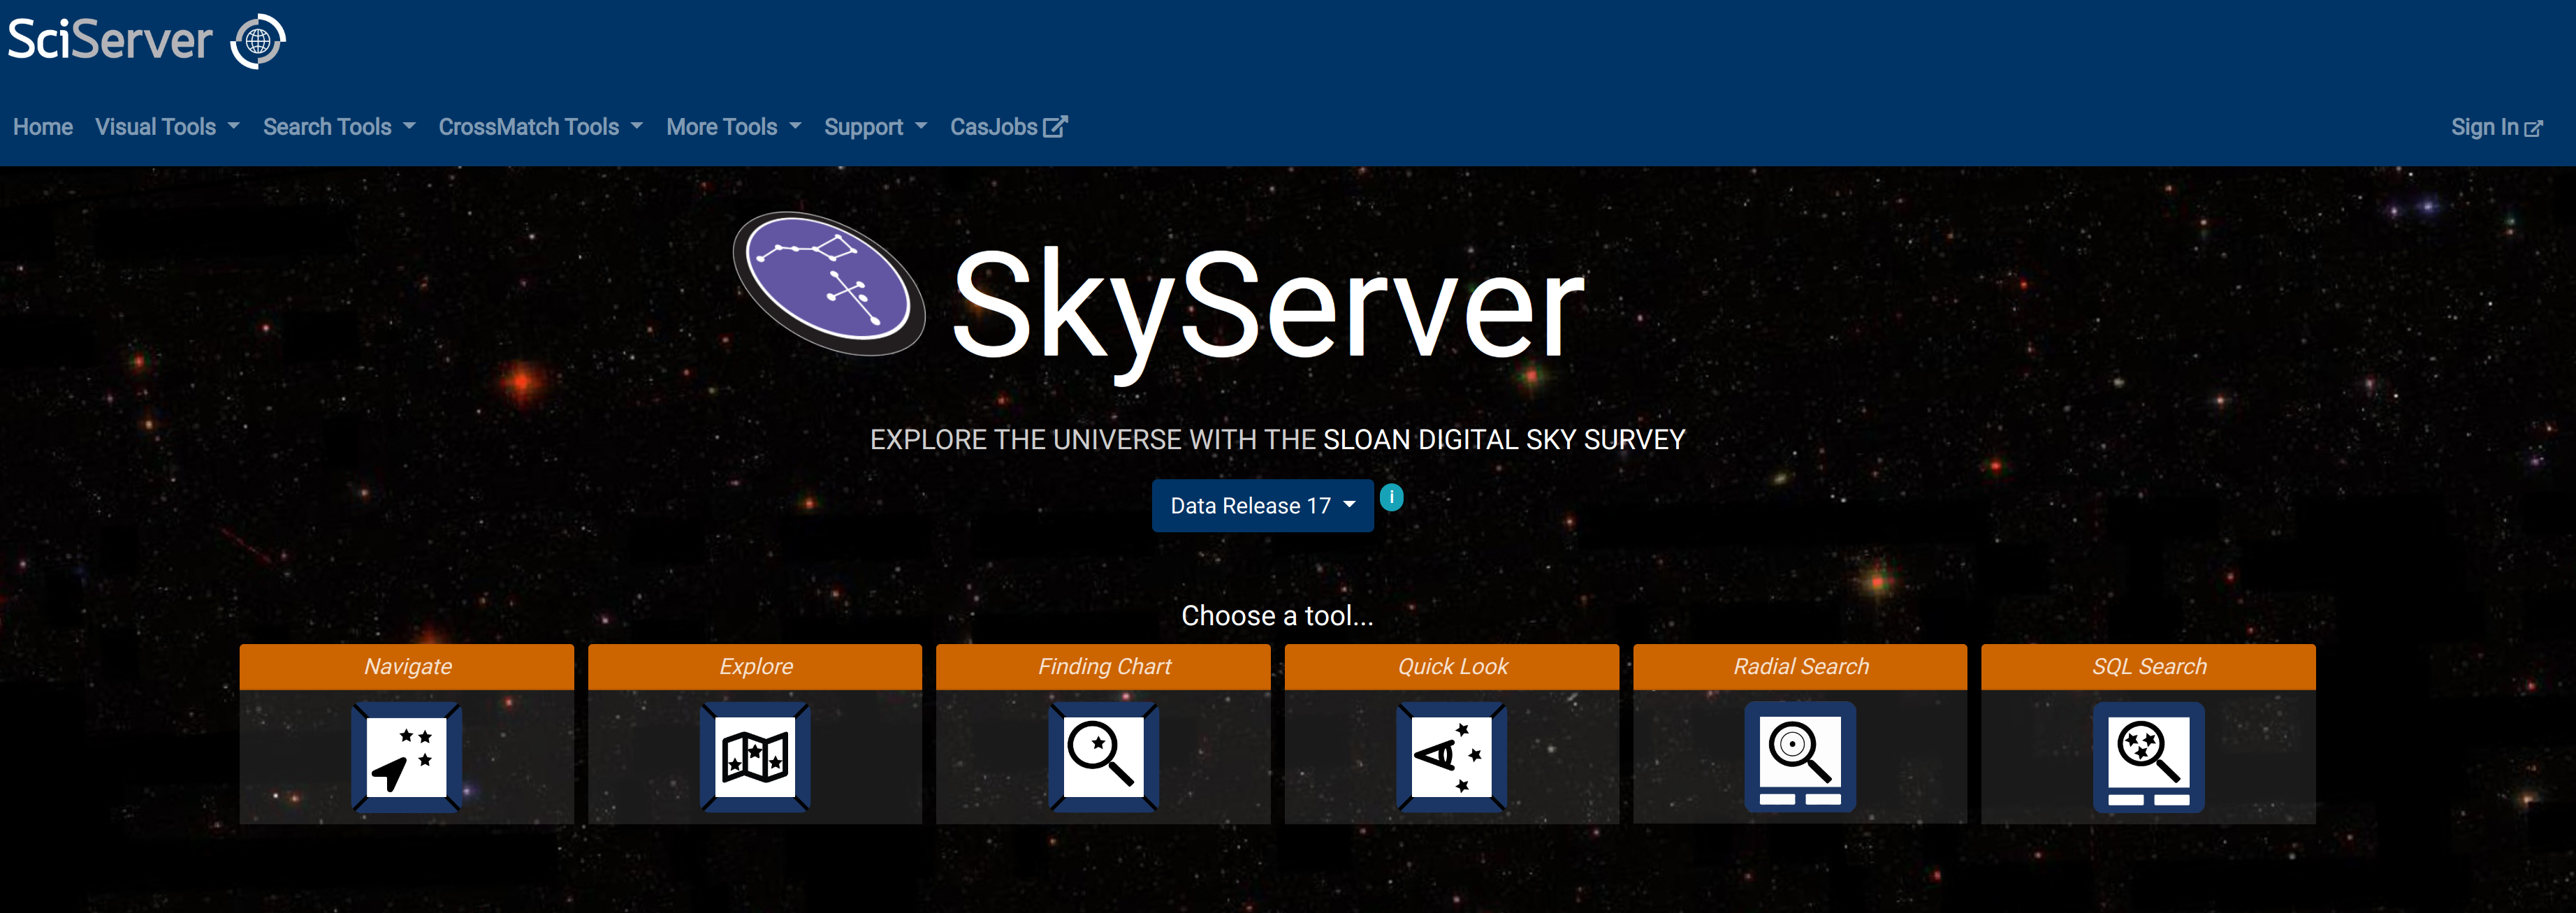 SciServer
Home Visual Tools Search Tools CrossMatch Tools More Tools Support CasJobs Sign In
SkyServer
EXPLORE THE UNIVERSE WITH THE SLOAN DIGITAL SKY SURVEY
Data Release 17 i
Choose a tool...
Navigate Explore Finding Chart Quick Look Radial Search SQL Search